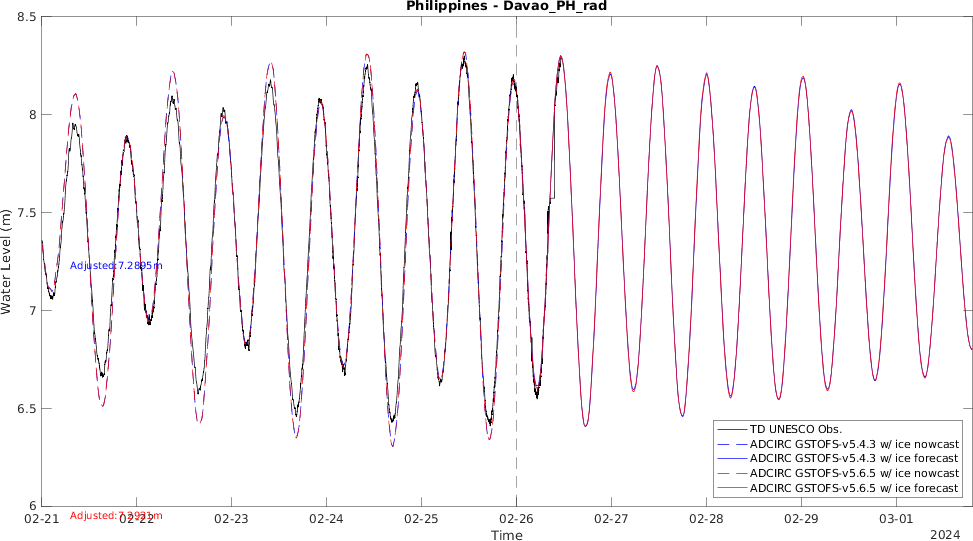 Philippines - Davao_PH_rad
8.5
8
7.5
7
6.5
6
Water Level (m)
Adjusted:7.2895m
Adjusted:7.2921m
TD UNESCO Obs.
ADCIRC GSTOFS-v5.4.3 w/ ice nowcast
ADCIRC GSTOFS-v5.4.3 w/ ice forecast
ADCIRC GSTOFS-v5.6.5 w/ ice nowcast
ADCIRC GSTOFS-v5.6.5 w/ ice forecast
02-21 02-22 02-23 02-24 02-25 02-26 02-27 02-28 02-29 03-01
Time
2024